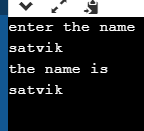 enter the name
satvik
the name is
satvik